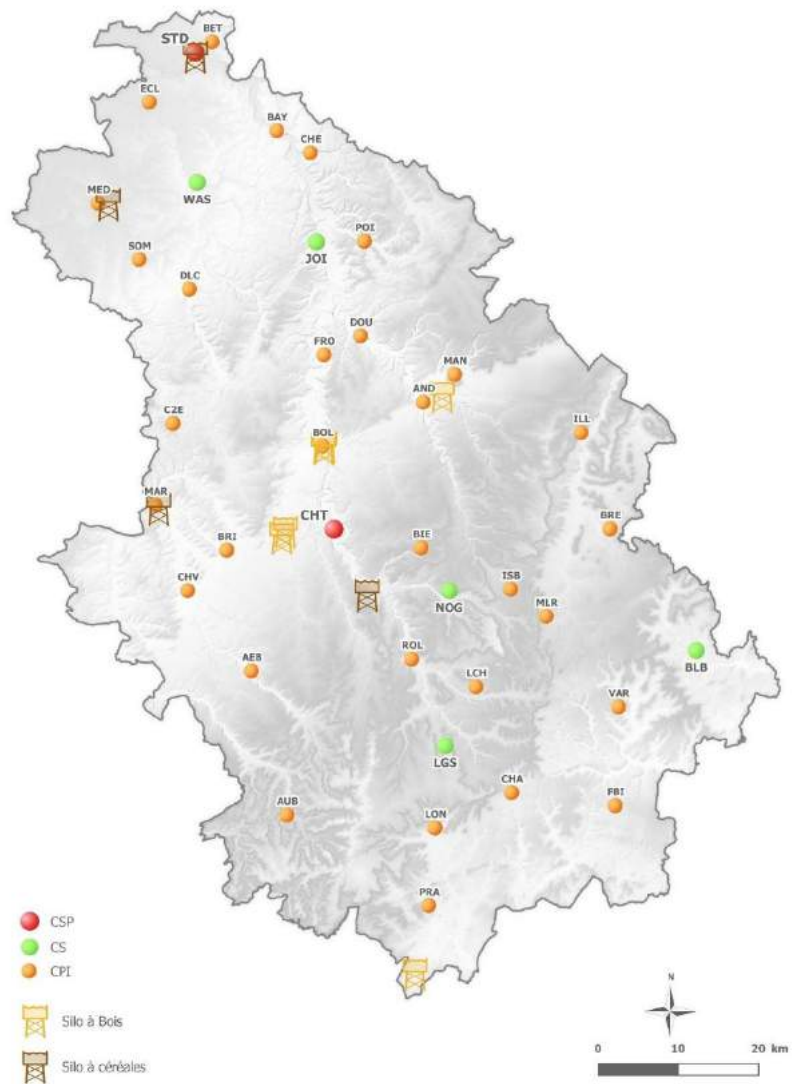 BET
STD
ECL
BAY
CHE
MED
WAS
POI
SOM
JOI
DLC
DOU
FRO
MAN
AND
C2E
ILL
BOL
MAR
CHT
BRE
BRI
BIE
CHV
ISB
NOG
MLR
ROL
BLB
AEB
LCH
VAR
LGS
CHA
FBI
AUB
LON
PRA
CSP
CS
CPI
N
Silo à Bois
0 10 20 km
Silo à céréales